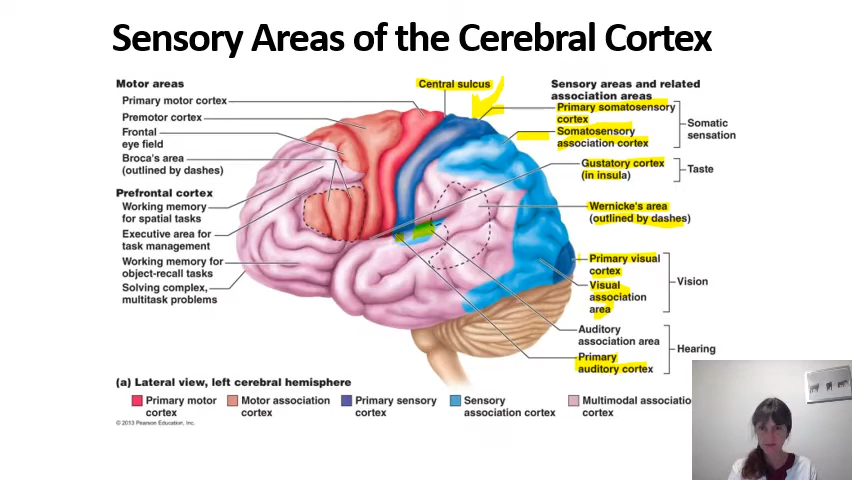 Sensory Areas of the Cerebral Cortex
Motor areas
Primary motor cortex
Premotor cortex
Frontal
eye field
Broca's area
(outlined by dashes)
Prefrontal cortex
Working memory
for spatial tasks
Executive area for
task management
Working memory for
object-recall tasks
Solving complex,
multitask problems
Central sulcus
Sensory areas and related
association areas
Primary somatosensory
cortex
Somatosensory
association cortex
Somatic
sensation
Gustatory cortex
(in insula)
Taste
Wernicke's area
(outlined by dashes)
Primary visual
cortex
Visual
association
area
Vision
Auditory
association area
Primary
auditory cortex
Hearing
(a) Lateral view, left cerebral hemisphere
Primary motor
cortex
Motor association
cortex
Primary sensory
cortex
Sensory
association cortex
Multimodal associatio
cortex
© 2013 Pearson Education, Inc.